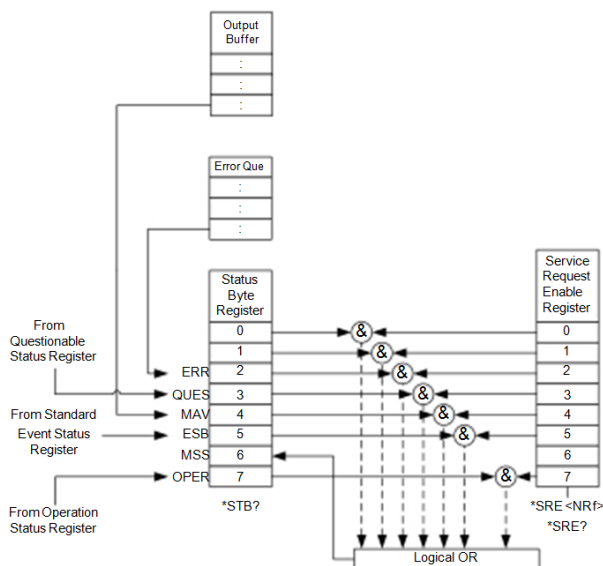 Output
Buffer
:
:
:
Error Que
:
:
:
Status
Byte
Register
0
1
2
3
4
5
6
7
*STB?
From
Questionable
Status Register
From Standard
Event Status
Register
From Operation
Status Register
ERR
QUES
MAV
ESB
MSS
OPER
&
&
&
&
&
&
&
Service
Request
Enable
Register
0
1
2
3
4
5
6
7
*SRE <NRf>
*SRE?
Logical OR